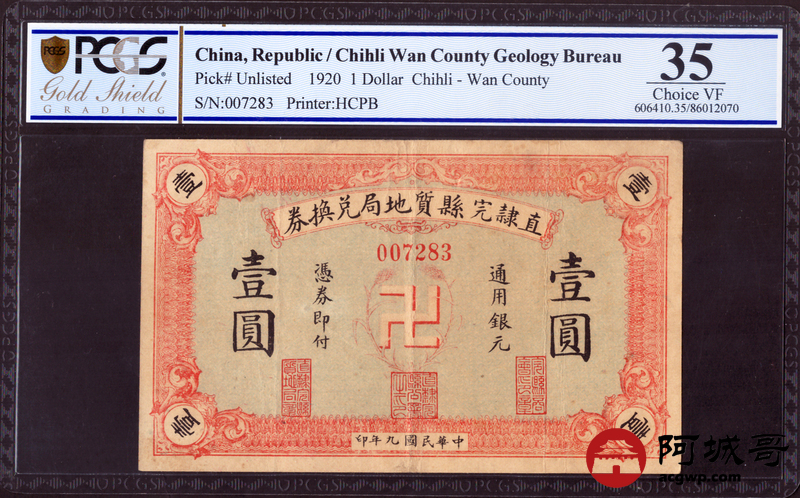 PCGS
PCGS
Gold Shield
GRADING
China, Republic / Chihli Wan County Geology Bureau
Pick# Unlisted 1920 1 Dollar Chihli - Wan County
S/N:007283 Printer:HCPB
35
Choice VF
606410.35/86012070
壹
壹
券換兌局地質縣完隸直
007283
壹圓
通用銀元
憑券即付
壹圓
壹
壹
印年九國民華中
阿城哥
acgwp.com